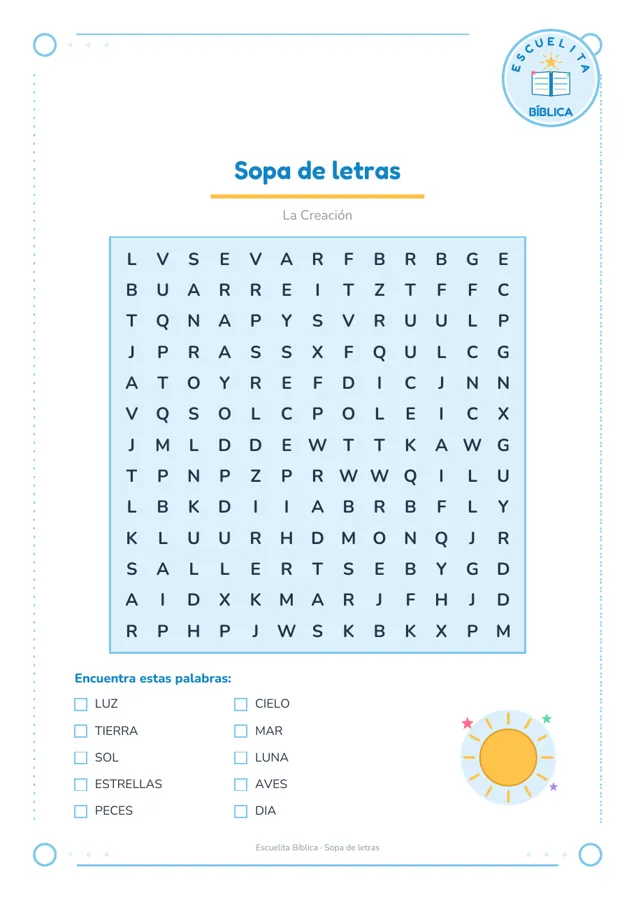 ESCUELITA
BÍBLICA
Sopa de letras
La Creación
L V S E V A R F B R B G E
B U A R R E I T Z T F F C
T Q N A P Y S V R U U L P
J P R A S S X F Q U L C G
A T O Y R E F D I C J N N
V Q S O L C P O L E I C X
J M L D D E W T T K A W G
T P N P Z P R W W Q I L U
L B K D I I A B R B F L Y
K L U U R H D M O N Q J R
S A L L E R T S E B Y G D
A I D X K M A R J F H J D
R P H P J W S K B K X P M
Encuentra estas palabras:
LUZ CIELO
TIERRA MAR
SOL LUNA
ESTRELLAS AVES
PECES DIA
Escuelita Bíblica · Sopa de letras